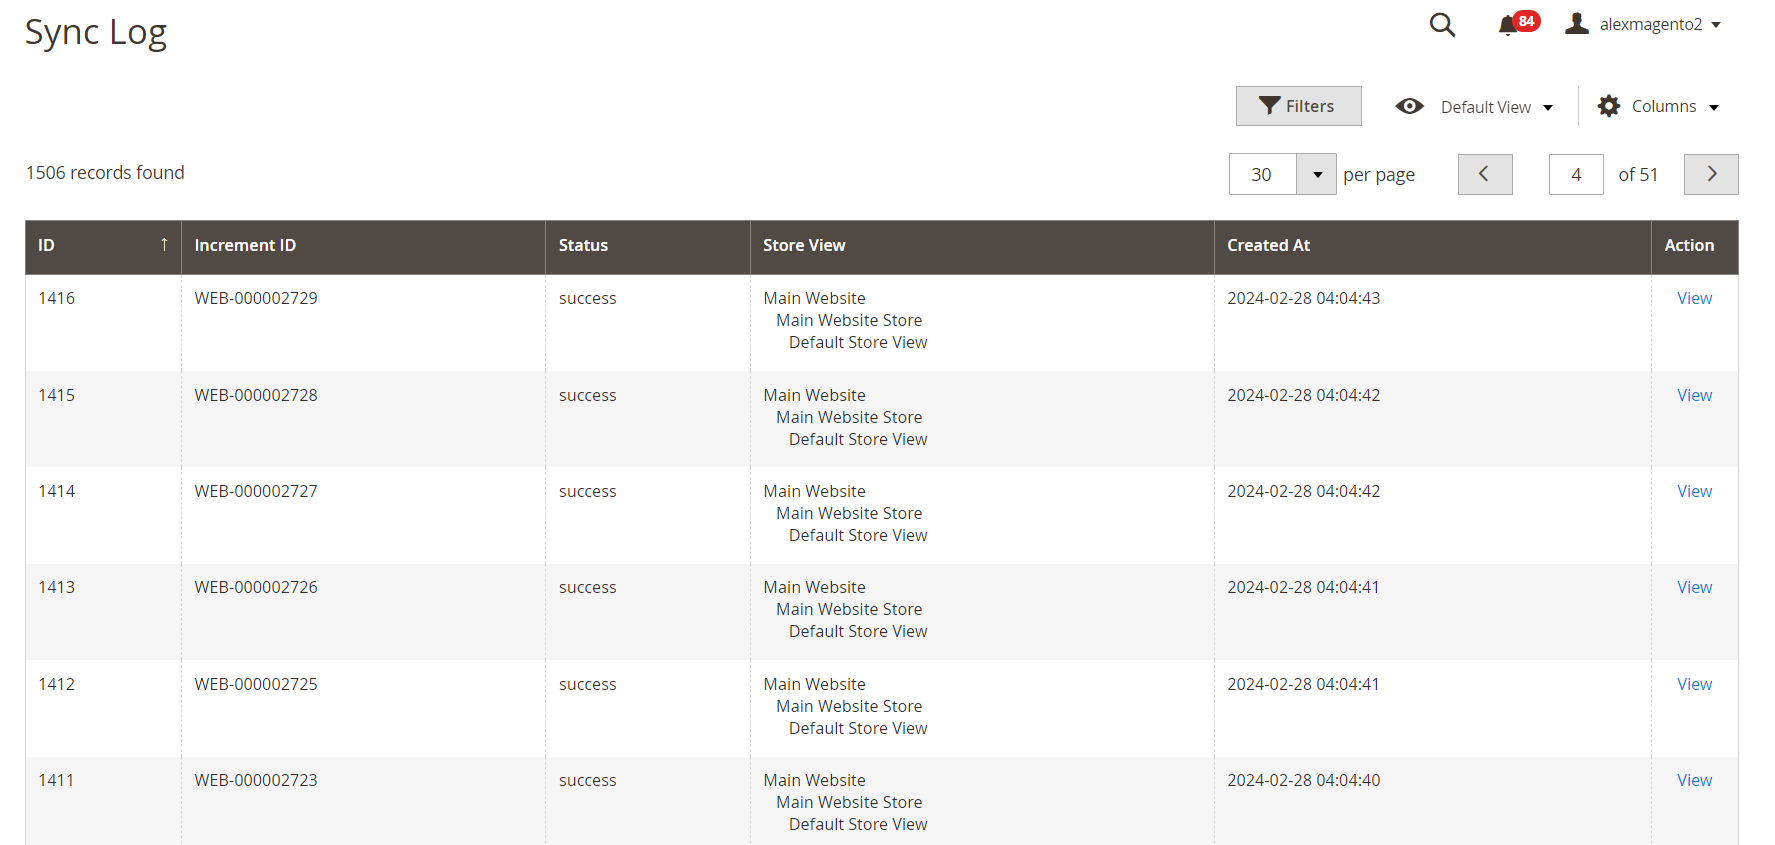 Sync Log
84
alexmagento2
Filters
Default View
Columns
1506 records found
30
per page
4
of 51
ID ↑ Increment ID Status Store View Created At Action
1416 WEB-000002729 success Main Website 2024-02-28 04:04:43 View
Main Website Store
Default Store View
1415 WEB-000002728 success Main Website 2024-02-28 04:04:42 View
Main Website Store
Default Store View
1414 WEB-000002727 success Main Website 2024-02-28 04:04:42 View
Main Website Store
Default Store View
1413 WEB-000002726 success Main Website 2024-02-28 04:04:41 View
Main Website Store
Default Store View
1412 WEB-000002725 success Main Website 2024-02-28 04:04:41 View
Main Website Store
Default Store View
1411 WEB-000002723 success Main Website 2024-02-28 04:04:40 View
Main Website Store
Default Store View